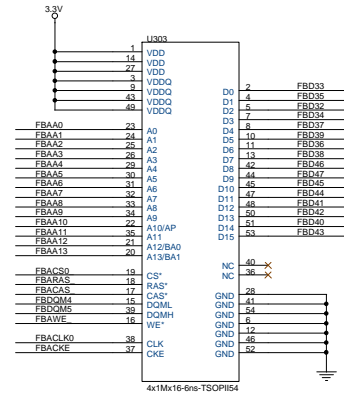 3.3V
U303
1 VDD
14 VDD
27 VDD
3 VDDQ
9 VDDQ
43 VDDQ
49 VDDQ
FBAA0 23 A0
FBAA1 24 A1
FBAA2 25 A2
FBAA3 26 A3
FBAA4 29 A4
FBAA5 30 A5
FBAA6 31 A6
FBAA7 32 A7
FBAA8 33 A8
FBAA9 34 A9
FBAA10 22 A10/AP
FBAA11 35 A11
FBAA12 21 A12/BA0
FBAA13 20 A13/BA1
FBACS0_ 19 CS*
FBARAS_ 18 RAS*
FBACAS_ 17 CAS*
FBDQM4 15 DQML
FBDQM5 39 DQMH
FBAWE_ 16 WE*
FBACLK0 38 CLK
FBACKE 37 CKE
D0 2 FBD33
D1 4 FBD35
D2 5 FBD32
D3 7 FBD34
D4 8 FBD37
D5 10 FBD39
D6 11 FBD36
D7 13 FBD38
D8 42 FBD46
D9 44 FBD47
D10 45 FBD45
D11 47 FBD44
D12 48 FBD41
D13 50 FBD42
D14 51 FBD40
D15 53 FBD43
NC 40
NC 36
GND 28
GND 41
GND 54
GND 6
GND 12
GND 46
GND 52
4x1Mx16-6ns-TSOPII54